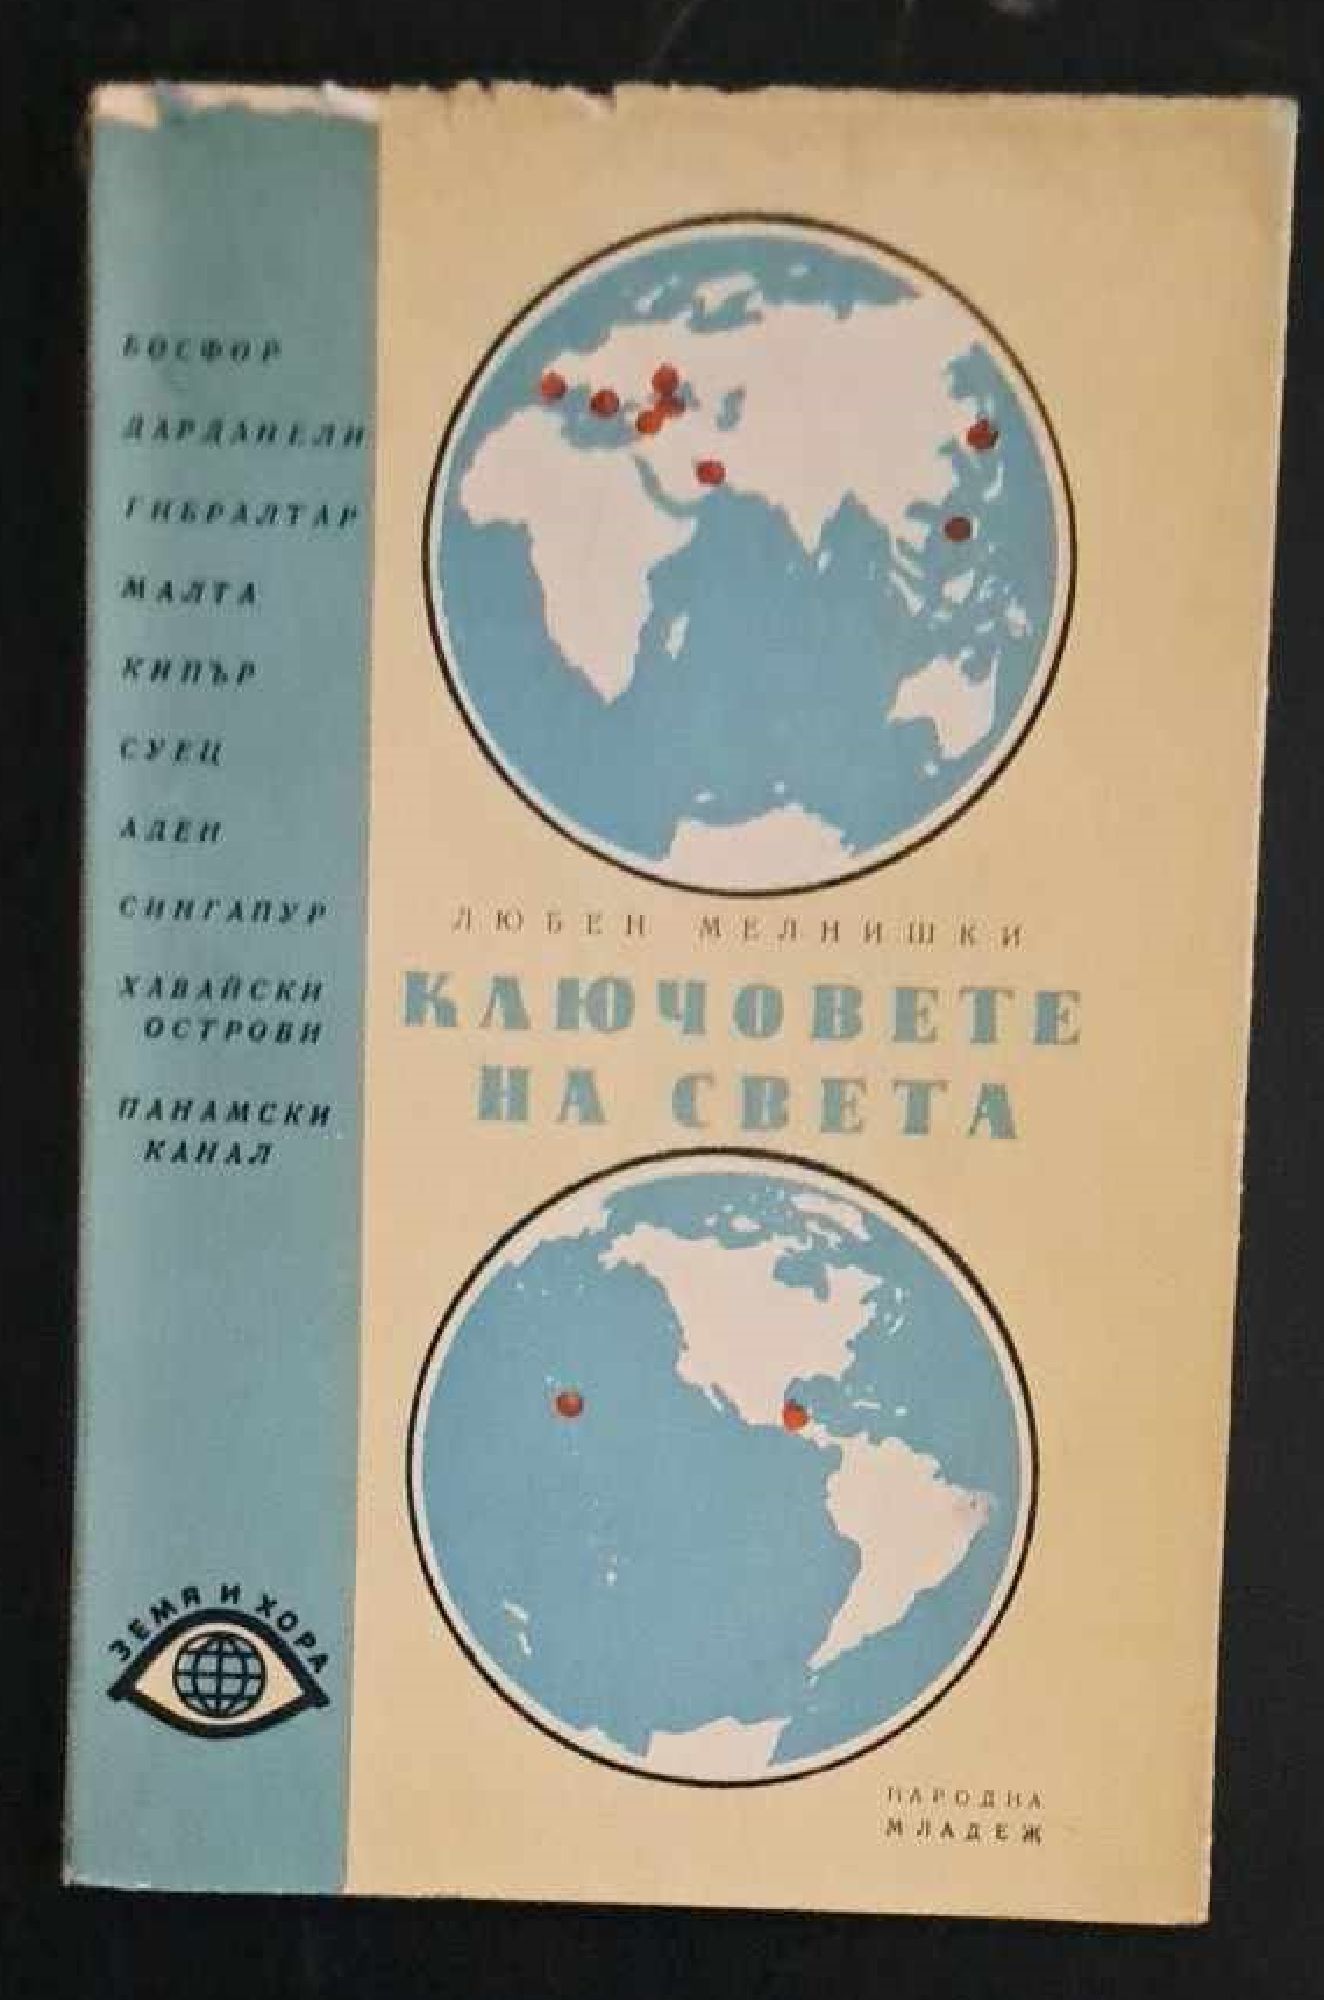 БОСФОР
ДАРДАНЕЛИ
ГИБРАЛТАР
МАЛТА
КИПЪР
СУЕЦ
АДЕН
СИНГАПУР
ХАВАЙСКИ
ОСТРОВИ
ПАНАМСКИ
КАНАЛ
ЗЕМЯ И ХОРА
ЛЮБЕН МЕЛНИШКИ
КЛЮЧОВЕТЕ
НА СВЕТА
НАРОДНА
МЛАДЕЖ